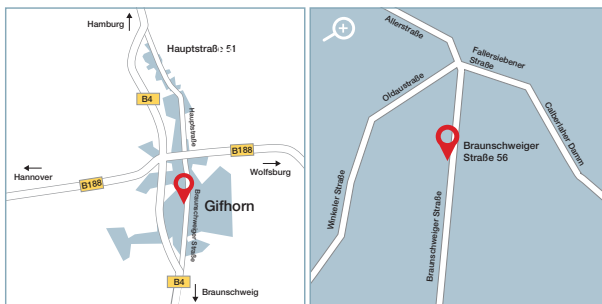 Hamburg
Hauptstraße 51
B4
Hauptstraße
B188
Hannover
Wolfsburg
B188
Gifhorn
Braunschweiger Straße
B4
Braunschweig
Allerstraße
Fallersiebener
Straße
Oldaustraße
Calberlaher Damm
Braunschweiger
Straße 56
Winkeler Straße
Braunschweiger Straße